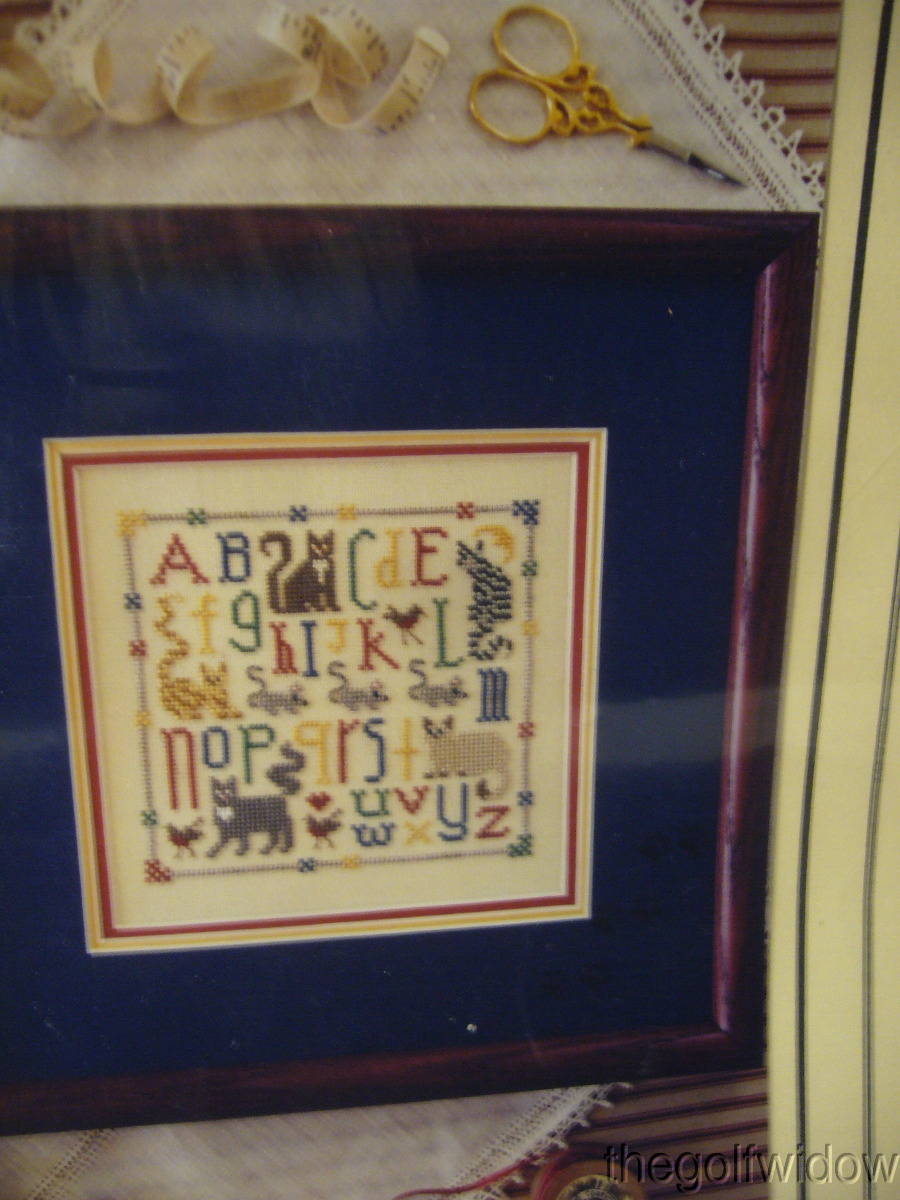 A B C d E
f g h I J K L
m
n o p q r s t
u v y z
w x
thegolfwidow